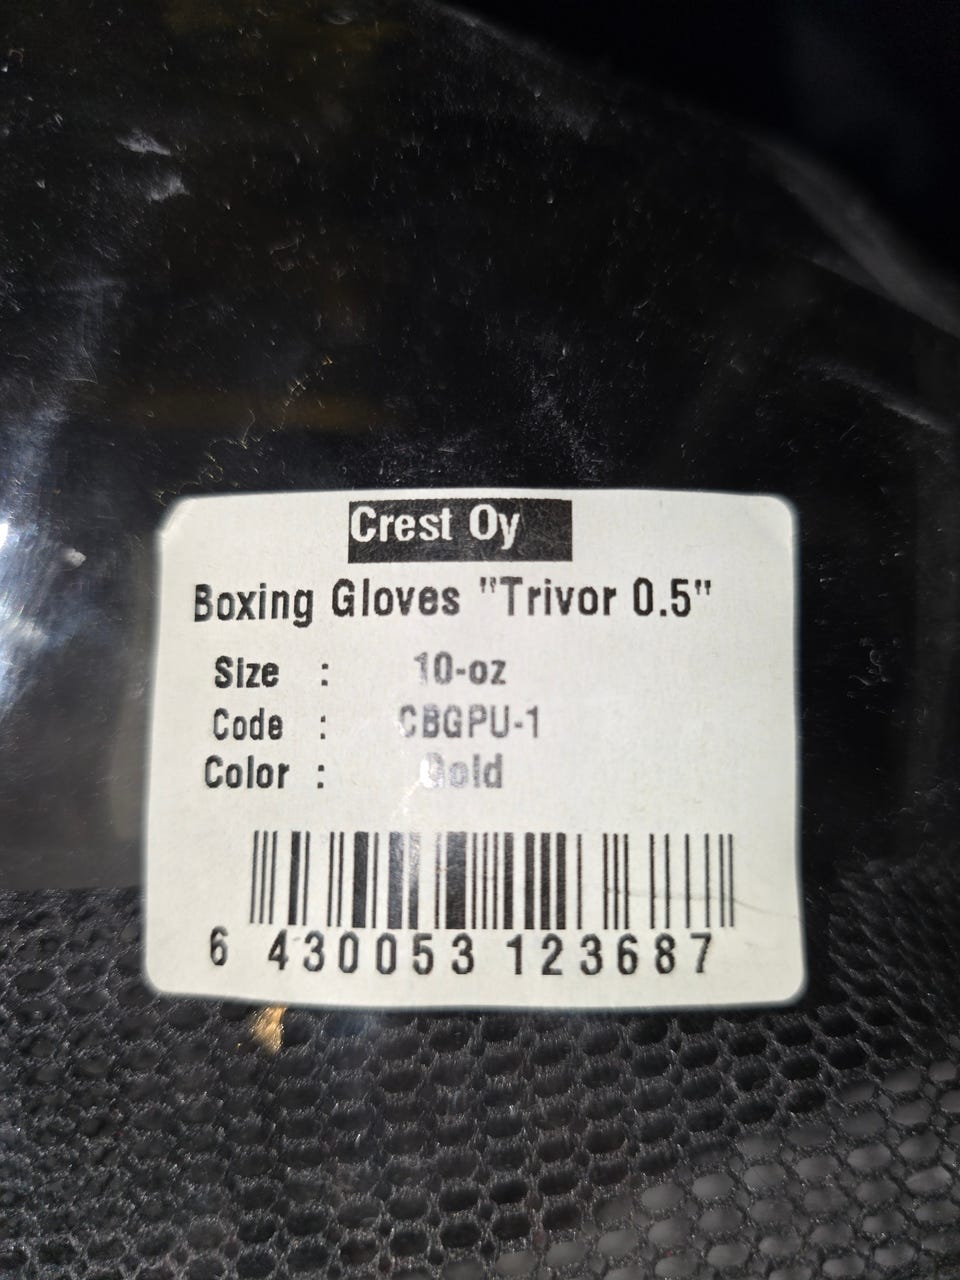 Crest Oy
Boxing Gloves "Trivor 0.5"
Size : 10-oz
Code : CBGPU-1
Color : Gold
6 430053 123687